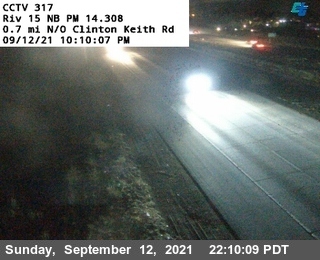 CCTV 317
Riv 15 NB PM 14.308
0.7 mi N/O Clinton Keith Rd
09/12/21 10:10:07 PM
Sunday, September 12, 2021 22:10:09 PDT